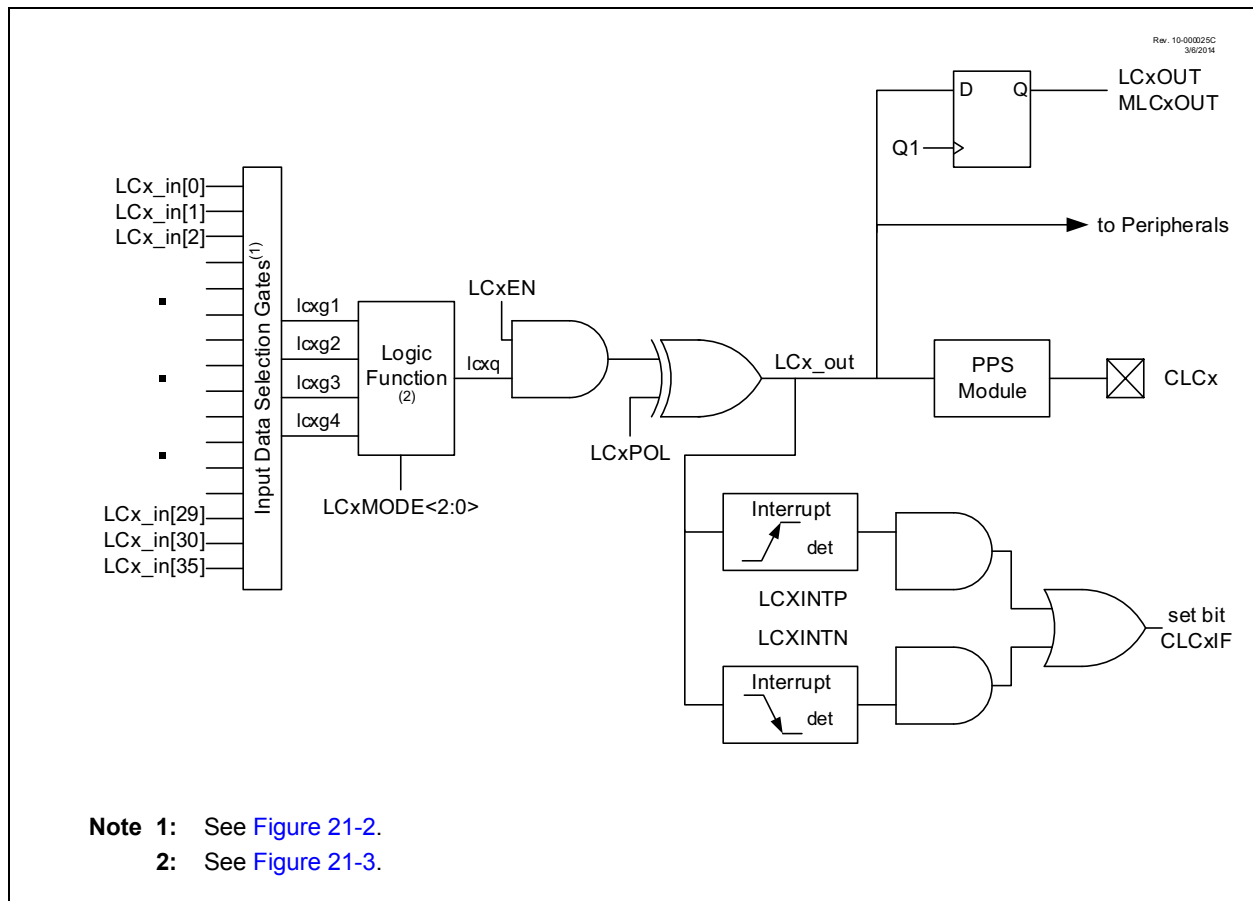 Rev. 10-000025C
3/6/2014
LCxOUT
MLCxOUT
D Q
Q1
to Peripherals
LCx_in[0]
LCx_in[1]
LCx_in[2]
LCx_in[29]
LCx_in[30]
LCx_in[35]
Input Data Selection Gates(1)
lcxg1
lcxg2
lcxg3
lcxg4
Logic
Function
(2)
LCxMODE<2:0>
lcxq
LCxEN
LCxPOL
LCx_out
PPS
Module
CLCx
Interrupt
det
LCXINTP
LCXINTN
Interrupt
det
set bit
CLCxIF
Note 1: See Figure 21-2.
2: See Figure 21-3.